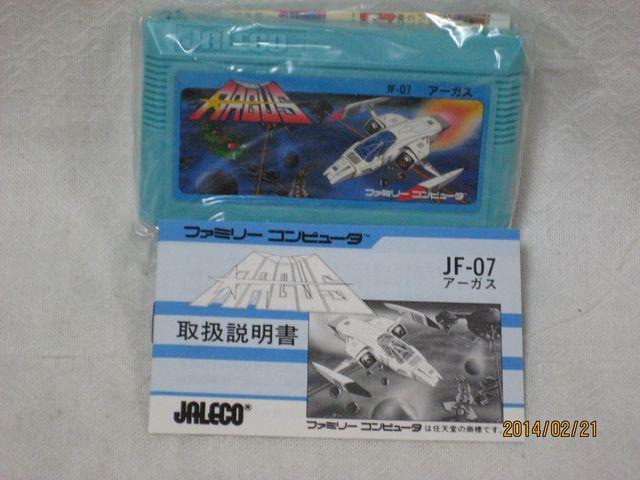 JALECO
ARGUS
JF-07 アーガス
ファミリー コンピュータ
ファミリー コンピュータ™
ARGUS
JF-07
アーガス
取扱説明書
JALECO®
ファミリー コンピュータは任天堂の商標です。
2014/02/21